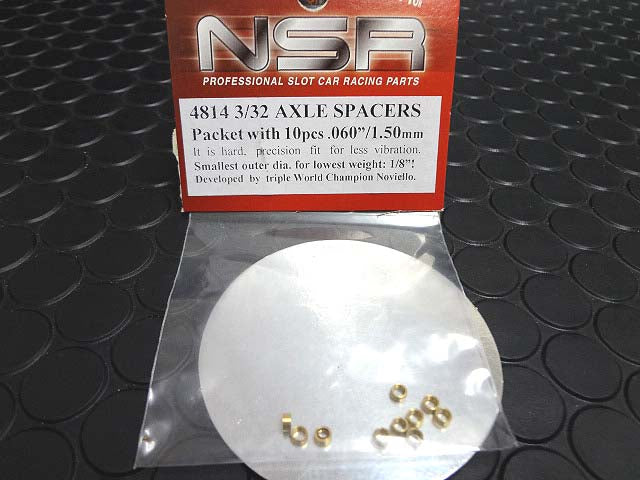 NSR
PROFESSIONAL SLOT CAR RACING PARTS
4814 3/32 AXLE SPACERS
Packet with 10pcs .060”/1.50mm
It is hard, precision fit for less vibration.
Smallest outer dia. for lowest weight: 1/8”!
Developed by triple World Champion Noviello.